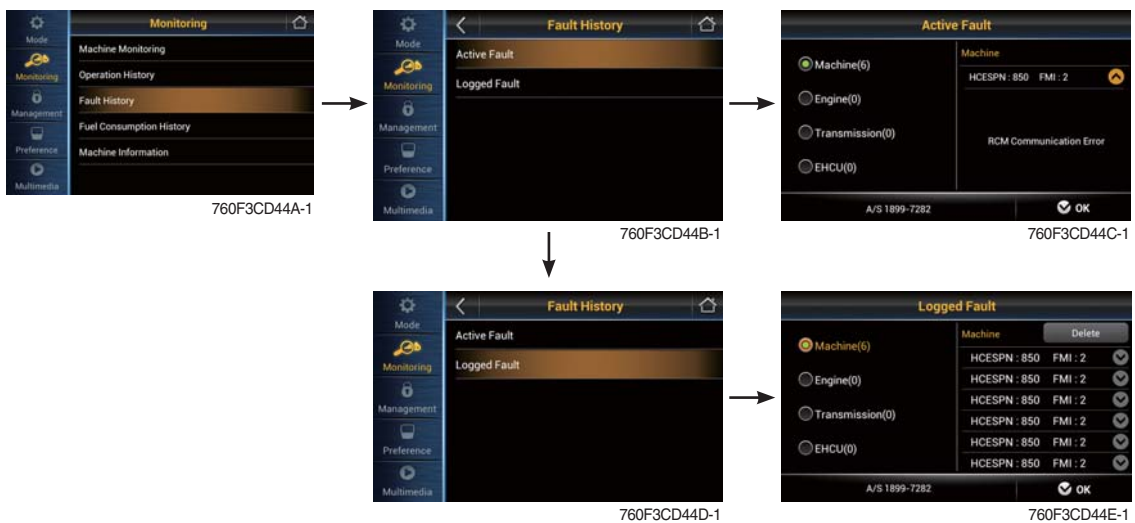 Monitoring
Mode
Monitoring
Management
Preference
Multimedia
Machine Monitoring
Operation History
Fault History
Fuel Consumption History
Machine Information
760F3CD44A-1
Fault History
Mode
Monitoring
Management
Preference
Multimedia
Active Fault
Logged Fault
760F3CD44B-1
Active Fault
Machine(6)
Engine(0)
Transmission(0)
EHCU(0)
Machine
HCESPN : 850 FMI : 2
RCM Communication Error
A/S 1899-7282
OK
760F3CD44C-1
Fault History
Mode
Monitoring
Management
Preference
Multimedia
Active Fault
Logged Fault
760F3CD44D-1
Logged Fault
Machine(6)
Engine(0)
Transmission(0)
EHCU(0)
Machine Delete
HCESPN : 850 FMI : 2
HCESPN : 850 FMI : 2
HCESPN : 850 FMI : 2
HCESPN : 850 FMI : 2
HCESPN : 850 FMI : 2
HCESPN : 850 FMI : 2
A/S 1899-7282
OK
760F3CD44E-1